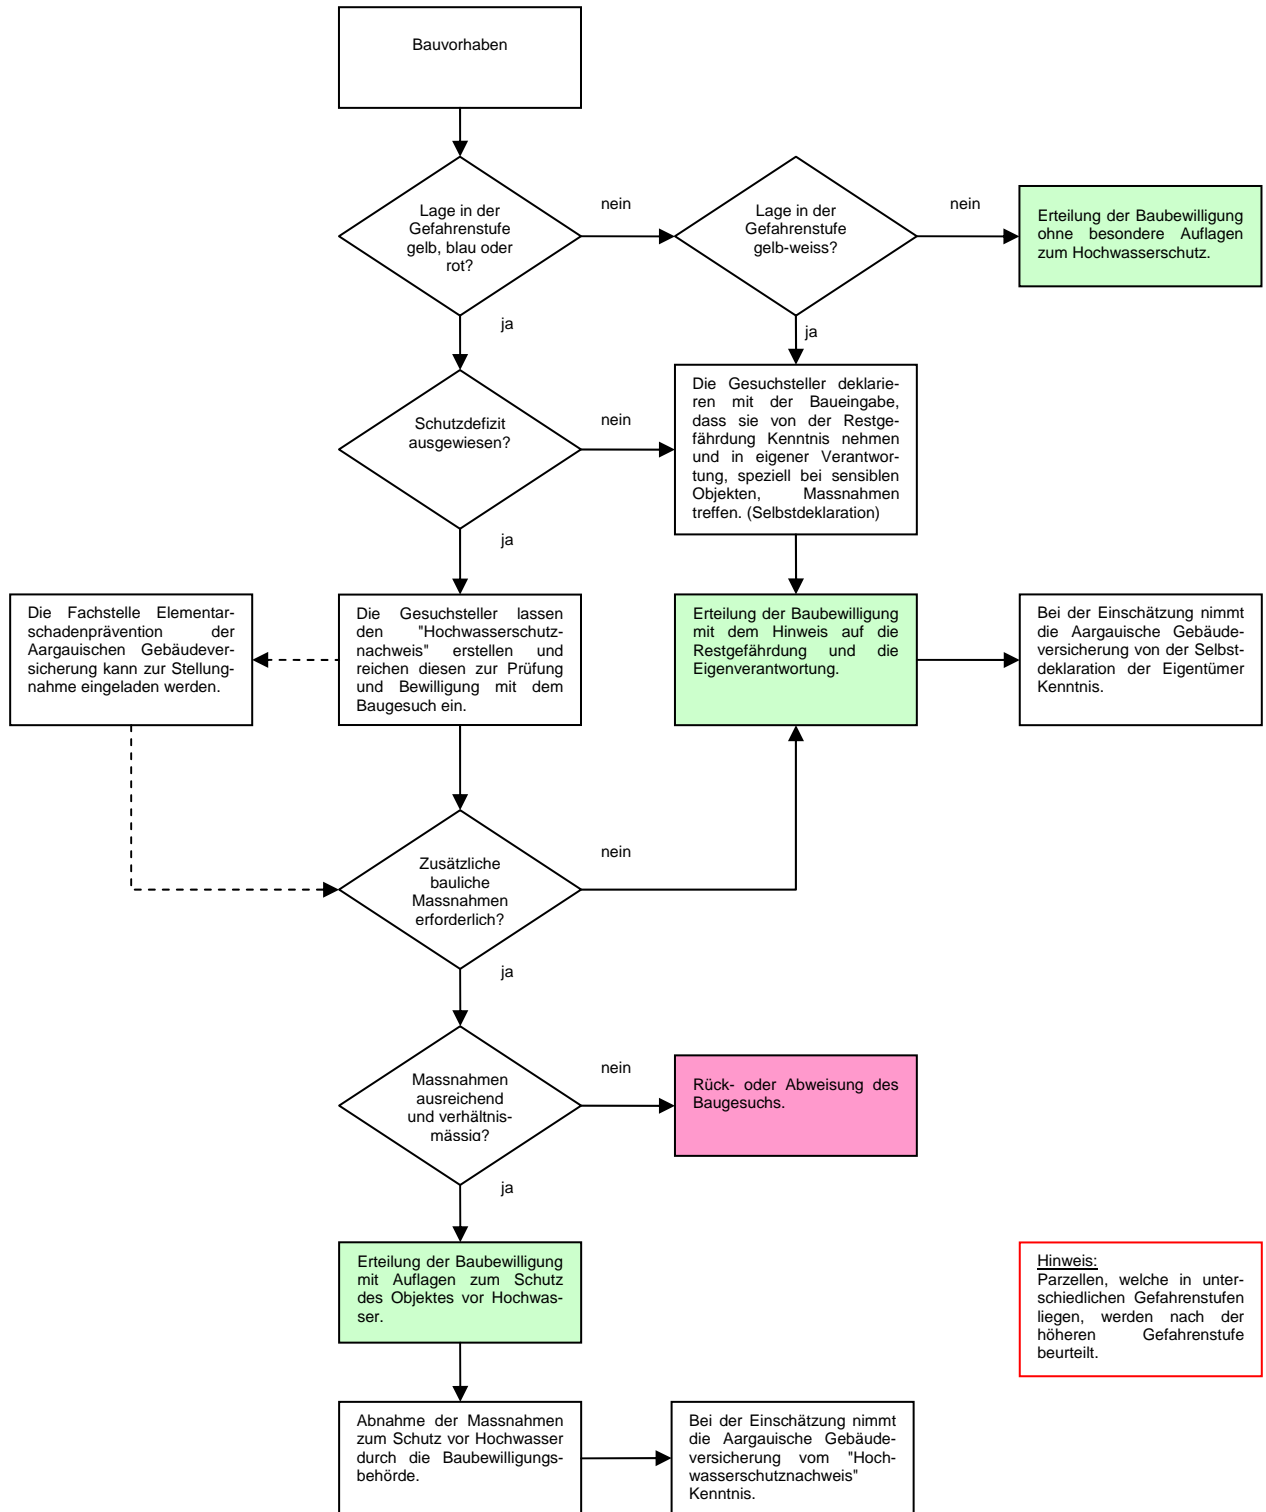 Bauvorhaben
Lage in der
Gefahrenstufe
gelb, blau oder
rot?
nein
Lage in der
Gefahrenstufe
gelb-weiss?
nein
Erteilung der Baubewilligung
ohne besondere Auflagen
zum Hochwasserschutz.
ja
ja
Schutzdefizit
ausgewiesen?
nein
Die Gesuchsteller deklarie-
ren mit der Baueingabe,
dass sie von der Restge-
fährdung Kenntnis nehmen
und in eigener Verantwor-
tung, speziell bei sensiblen
Objekten, Massnahmen
treffen. (Selbstdeklaration)
ja
Die Fachstelle Elementar-
schadenprävention der
Aargauischen Gebäudever-
sicherung kann zur Stellung-
nahme eingeladen werden.
Die Gesuchsteller lassen
den "Hochwasserschutz-
nachweis" erstellen und
reichen diesen zur Prüfung
und Bewilligung mit dem
Baugesuch ein.
Erteilung der Baubewilligung
mit dem Hinweis auf die
Restgefährdung und die
Eigenverantwortung.
Bei der Einschätzung nimmt
die Aargauische Gebäude-
versicherung von der Selbst-
deklaration der Eigentümer
Kenntnis.
Zusätzliche
bauliche
Massnahmen
erforderlich?
nein
ja
Massnahmen
ausreichend
und verhältnis-
mässig?
nein
Rück- oder Abweisung des
Baugesuchs.
ja
Erteilung der Baubewilligung
mit Auflagen zum Schutz
des Objektes vor Hochwas-
ser.
Hinweis:
Parzellen, welche in unter-
schiedlichen Gefahrenstufen
liegen, werden nach der
höheren Gefahrenstufe
beurteilt.
Abnahme der Massnahmen
zum Schutz vor Hochwasser
durch die Baubewilligungs-
behörde.
Bei der Einschätzung nimmt
die Aargauische Gebäude-
versicherung vom "Hoch-
wasserschutznachweis"
Kenntnis.